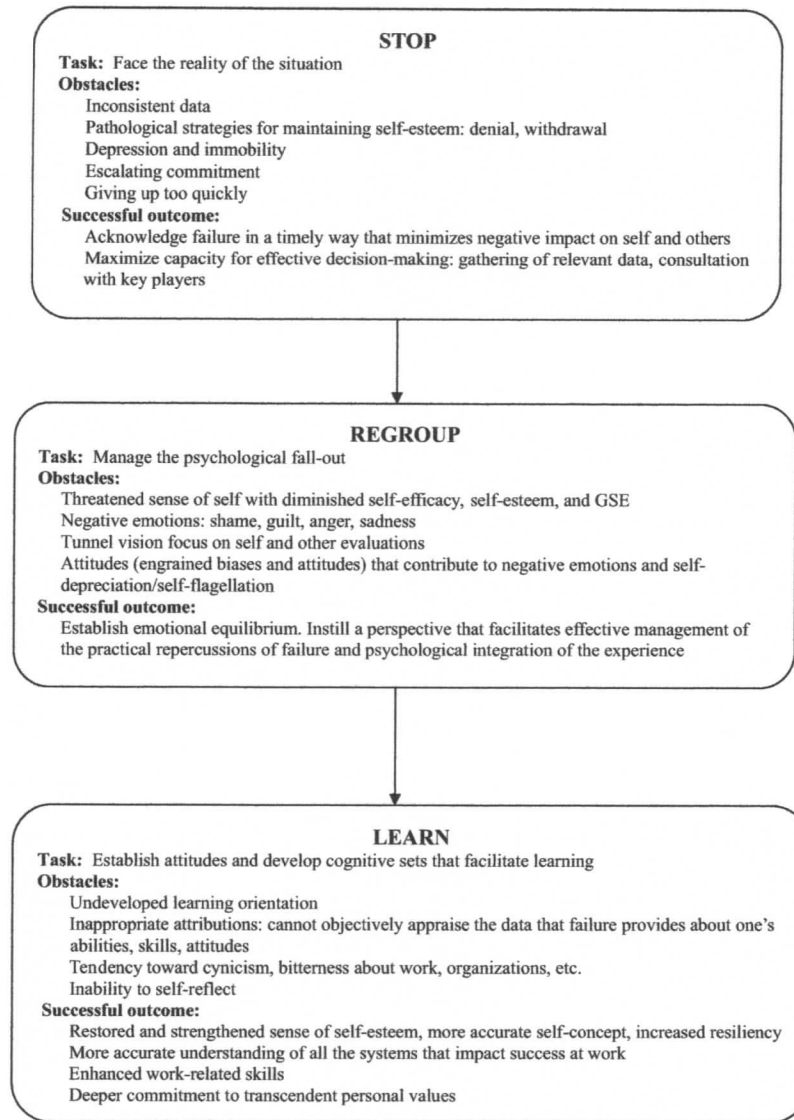 STOP
Task: Face the reality of the situation
Obstacles:
Inconsistent data
Pathological strategies for maintaining self-esteem: denial, withdrawal
Depression and immobility
Escalating commitment
Giving up too quickly
Successful outcome:
Acknowledge failure in a timely way that minimizes negative impact on self and others
Maximize capacity for effective decision-making: gathering of relevant data, consultation
with key players
REGROUP
Task: Manage the psychological fall-out
Obstacles:
Threatened sense of self with diminished self-efficacy, self-esteem, and GSE
Negative emotions: shame, guilt, anger, sadness
Tunnel vision focus on self and other evaluations
Attitudes (engrained biases and attitudes) that contribute to negative emotions and self-
depreciation/self-flagellation
Successful outcome:
Establish emotional equilibrium. Instill a perspective that facilitates effective management of
the practical repercussions of failure and psychological integration of the experience
LEARN
Task: Establish attitudes and develop cognitive sets that facilitate learning
Obstacles:
Undeveloped learning orientation
Inappropriate attributions: cannot objectively appraise the data that failure provides about one's
abilities, skills, attitudes
Tendency toward cynicism, bitterness about work, organizations, etc.
Inability to self-reflect
Successful outcome:
Restored and strengthened sense of self-esteem, more accurate self-concept, increased resiliency
More accurate understanding of all the systems that impact success at work
Enhanced work-related skills
Deeper commitment to transcendent personal values